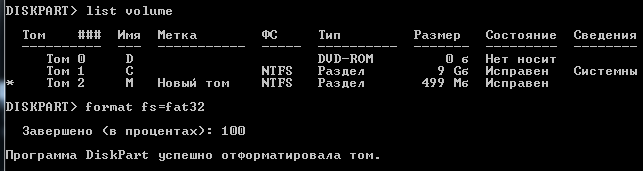 DISKPART> list volume
Том ### Имя Метка ФС Тип Размер Состояние Сведения
---------- --- ----------- ----- ---------- ------- --------- --------
Том 0 D DVD-ROM 0 б Нет носит
Том 1 C NTFS Раздел 9 Gб Исправен Системны
* Том 2 M Новый том NTFS Раздел 499 Mб Исправен
DISKPART> format fs=fat32
Завершено (в процентах): 100
Программа DiskPart успешно отформатировала том.